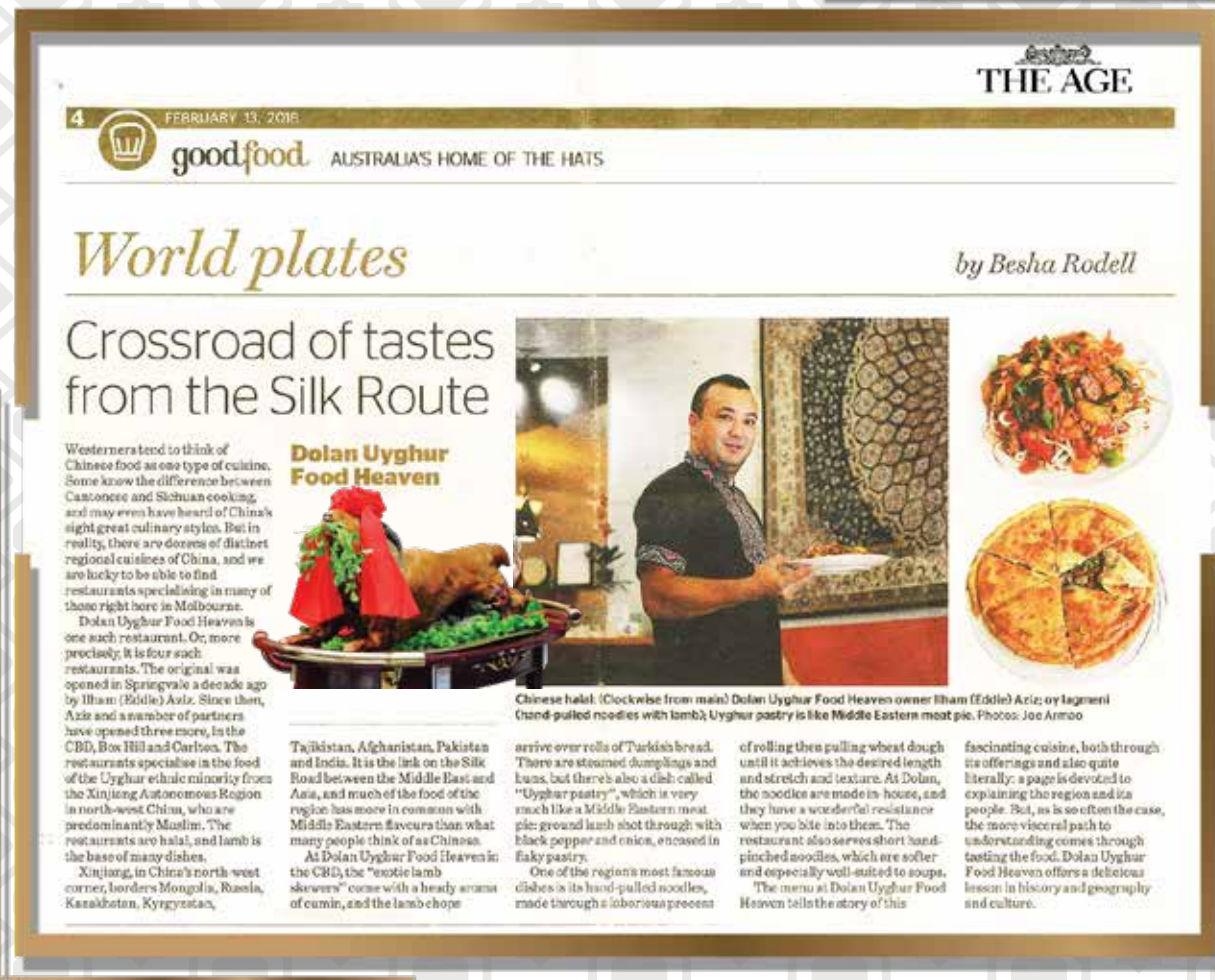 THE AGE
4
FEBRUARY 13, 2018
goodfood. AUSTRALIA'S HOME OF THE HATS
World plates
by Besha Rodell
Crossroad of tastes
from the Silk Route
Westerners tend to think of
Chinese food as one type of cuisine.
Some know the difference between
Cantonese and Sichuan cooking,
and may even have heard of China's
eight great culinary styles. But in
reality, there are dozens of distinct
regional cuisines of China, and we
are lucky to be able to find
restaurants specialising in many of
those right here in Melbourne.
Dolan Uyghur Food Heaven is
one such restaurant. Or, more
precisely, it is four such
restaurants. The original was
opened in Springvale a decade ago
by Ilham (Eddie) Aziz. Since then,
Aziz and a number of partners
have opened three more, in the
CBD, Box Hill and Carlton. The
restaurants specialise in the food
of the Uyghur ethnic minority from
the Xinjiang Autonomous Region
in north-west China, who are
predominantly Muslim. The
restaurants are halal, and lamb is
the base of many dishes.
Xinjiang, in China's north-west
corner, borders Mongolia, Russia,
Kazakhstan, Kyrgyzstan,
Dolan Uyghur
Food Heaven
Chinese halal: (Clockwise from main) Dolan Uyghur Food Heaven owner Ilham (Eddie) Aziz; oy lagmeni
(hand-pulled noodles with lamb); Uyghur pastry is like Middle Eastern meat pie. Photos: Joe Armao
Tajikistan, Afghanistan, Pakistan
and India. It is the link on the Silk
Road between the Middle East and
Asia, and much of the food of the
region has more in common with
Middle Eastern flavours than what
many people think of as Chinese.
At Dolan Uyghur Food Heaven in
the CBD, the "exotic lamb
skewers" come with a heady aroma
of cumin, and the lamb chops
arrive over rolls of Turkish bread.
There are steamed dumplings and
buns, but there's also a dish called
"Uyghur pastry", which is very
much like a Middle Eastern meat
pie: ground lamb shot through with
black pepper and onion, encased in
flaky pastry.
One of the region's most famous
dishes is its hand-pulled noodles,
made through a laborious process
of rolling then pulling wheat dough
until it achieves the desired length
and stretch and texture. At Dolan,
the noodles are made in-house, and
they have a wonderful resistance
when you bite into them. The
restaurant also serves short hand-
pinched noodles, which are softer
and especially well-suited to soups.
The menu at Dolan Uyghur Food
Heaven tells the story of this
fascinating cuisine, both through
its offerings and also quite
literally: a page is devoted to
explaining the region and its
people. But, as is so often the case,
the more visceral path to
understanding comes through
tasting the food. Dolan Uyghur
Food Heaven offers a delicious
lesson in history and geography
and culture.